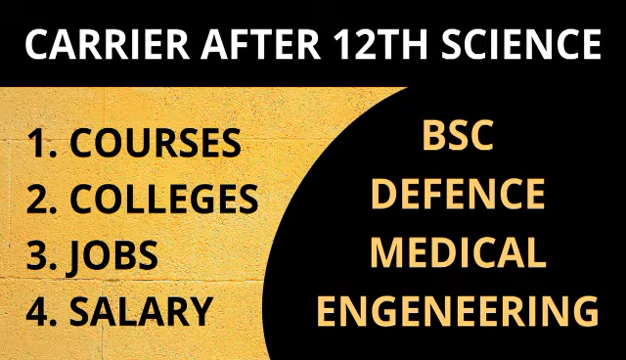 CARRIER AFTER 12TH SCIENCE
1. COURSES
2. COLLEGES
3. JOBS
4. SALARY
BSC
DEFENCE
MEDICAL
ENGENEERING